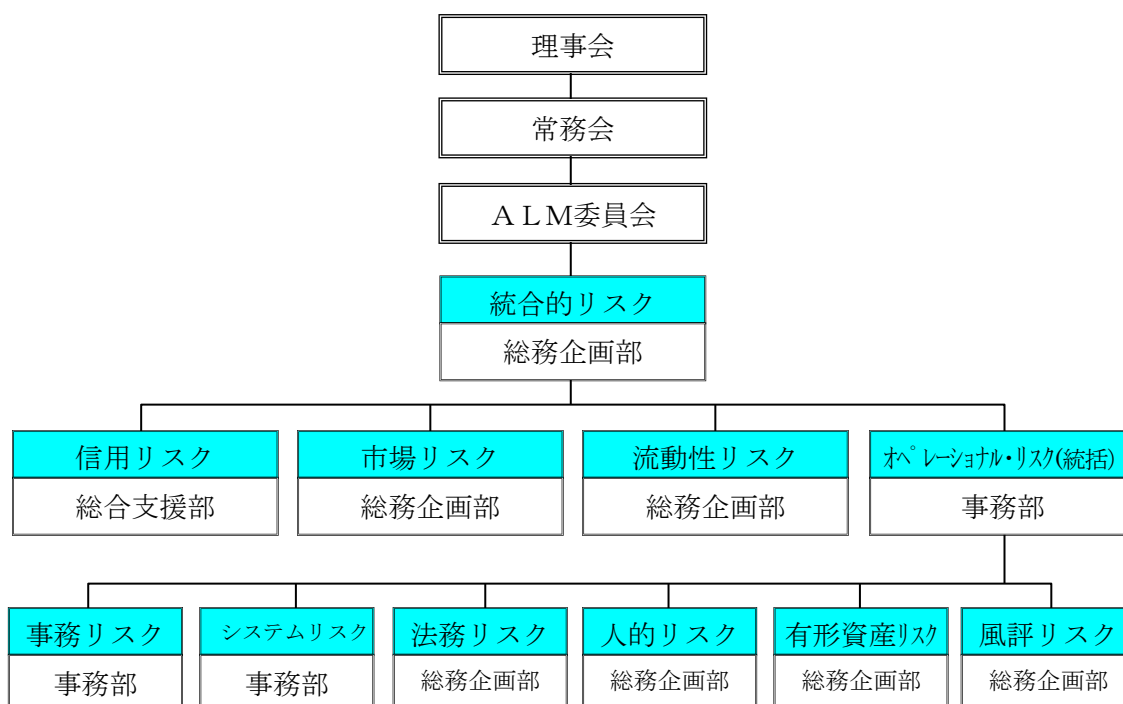 理事会
常務会
ＡＬＭ委員会
統合的リスク
総務企画部
信用リスク
総合支援部
市場リスク
総務企画部
流動性リスク
総務企画部
ｵﾍﾟﾚｰｼｮﾅﾙ・ﾘｽｸ(統括)
事務部
事務リスク
事務部
システムリスク
事務部
法務リスク
総務企画部
人的リスク
総務企画部
有形資産ﾘｽｸ
総務企画部
風評リスク
総務企画部